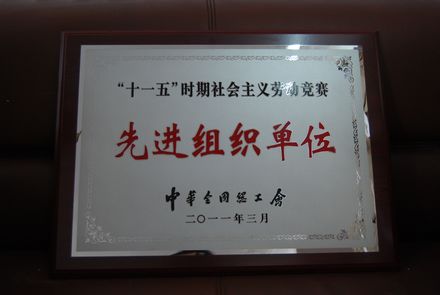 “十一五”时期社会主义劳动竞赛
先进组织单位
中華全国总工会
二〇一一年三月